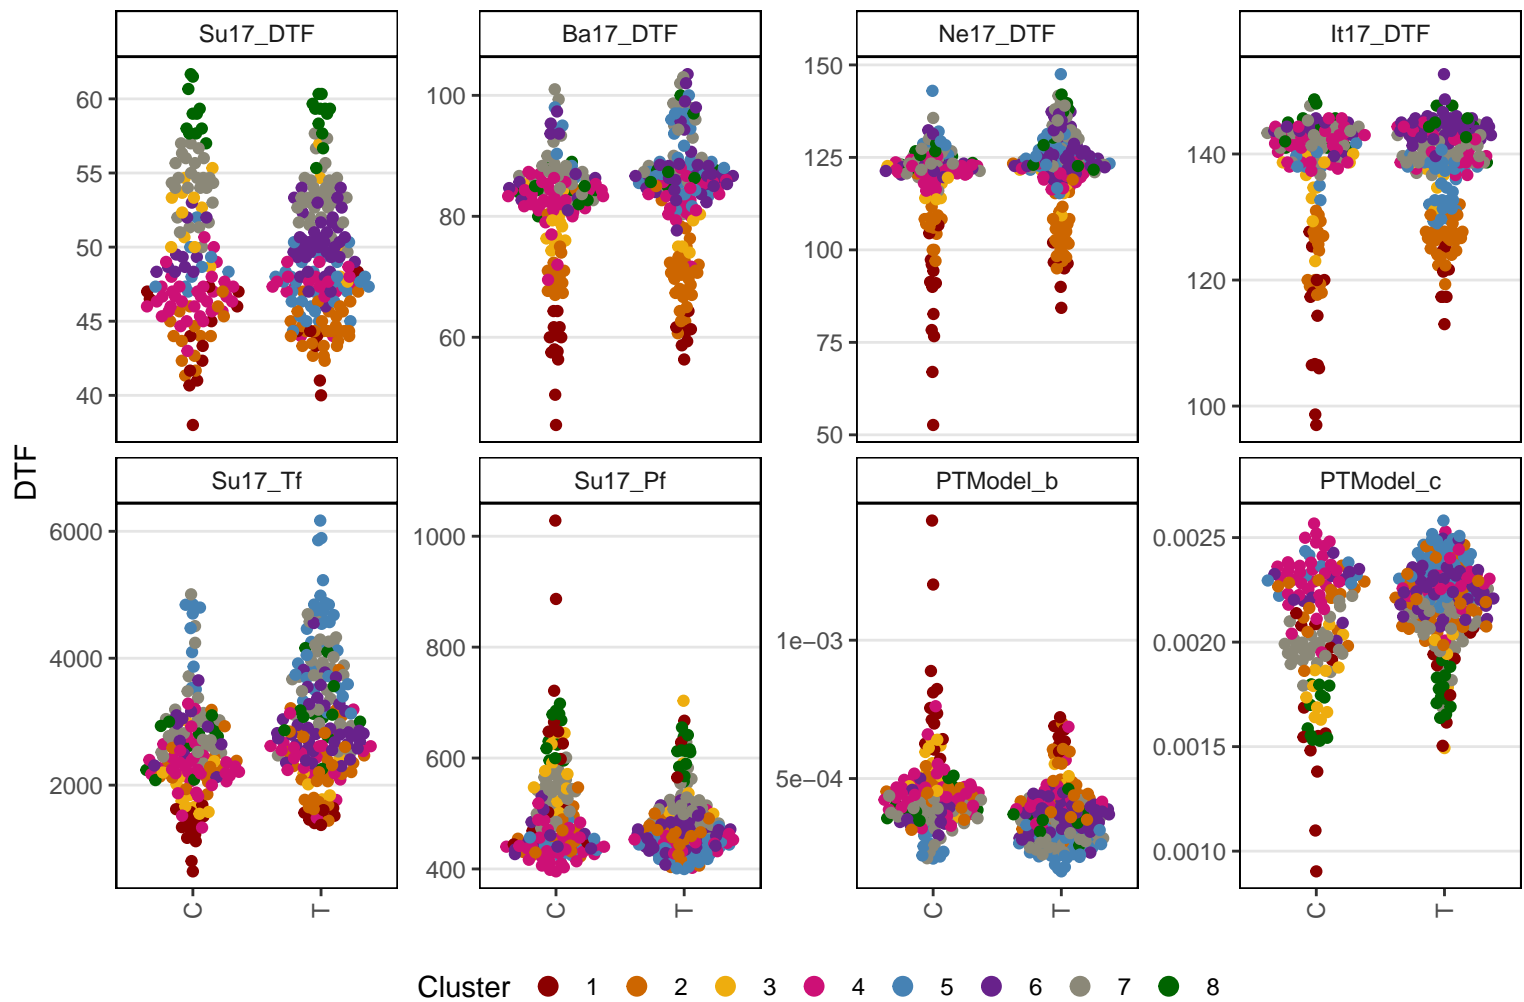 Su17_DTF Ba17_DTF Ne17_DTF It17_DTF
60 55 50 45 40
100 80 60
150 125 100 75 50
140 120 100
DTF
Su17_Tf Su17_Pf PTModel_b PTModel_c
6000 4000 2000
1000 800 600 400
1e−03 5e−04
0.0025 0.0020 0.0015 0.0010
C T C T C T C T
Cluster 1 2 3 4 5 6 7 8